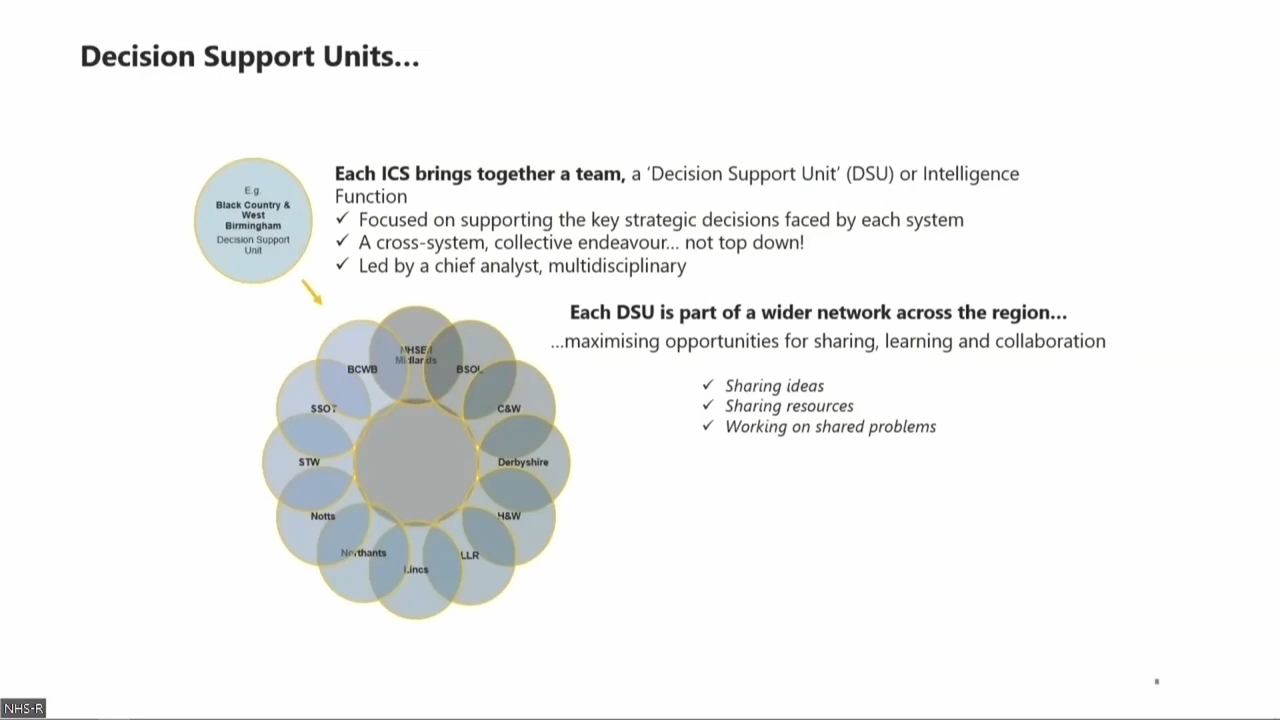 Decision Support Units...
E.g.
Black Country &
West
Birmingham
Decision Support
Unit
Each ICS brings together a team, a ‘Decision Support Unit’ (DSU) or Intelligence
Function
✓ Focused on supporting the key strategic decisions faced by each system
✓ A cross-system, collective endeavour... not top down!
✓ Led by a chief analyst, multidisciplinary
Each DSU is part of a wider network across the region...
...maximising opportunities for sharing, learning and collaboration
✓ Sharing ideas
✓ Sharing resources
✓ Working on shared problems
Midlands
BSOL
C&W
Derbyshire
H&W
LLR
Lincs
Northants
Notts
STW
SSOT
BCWB
NHS-R